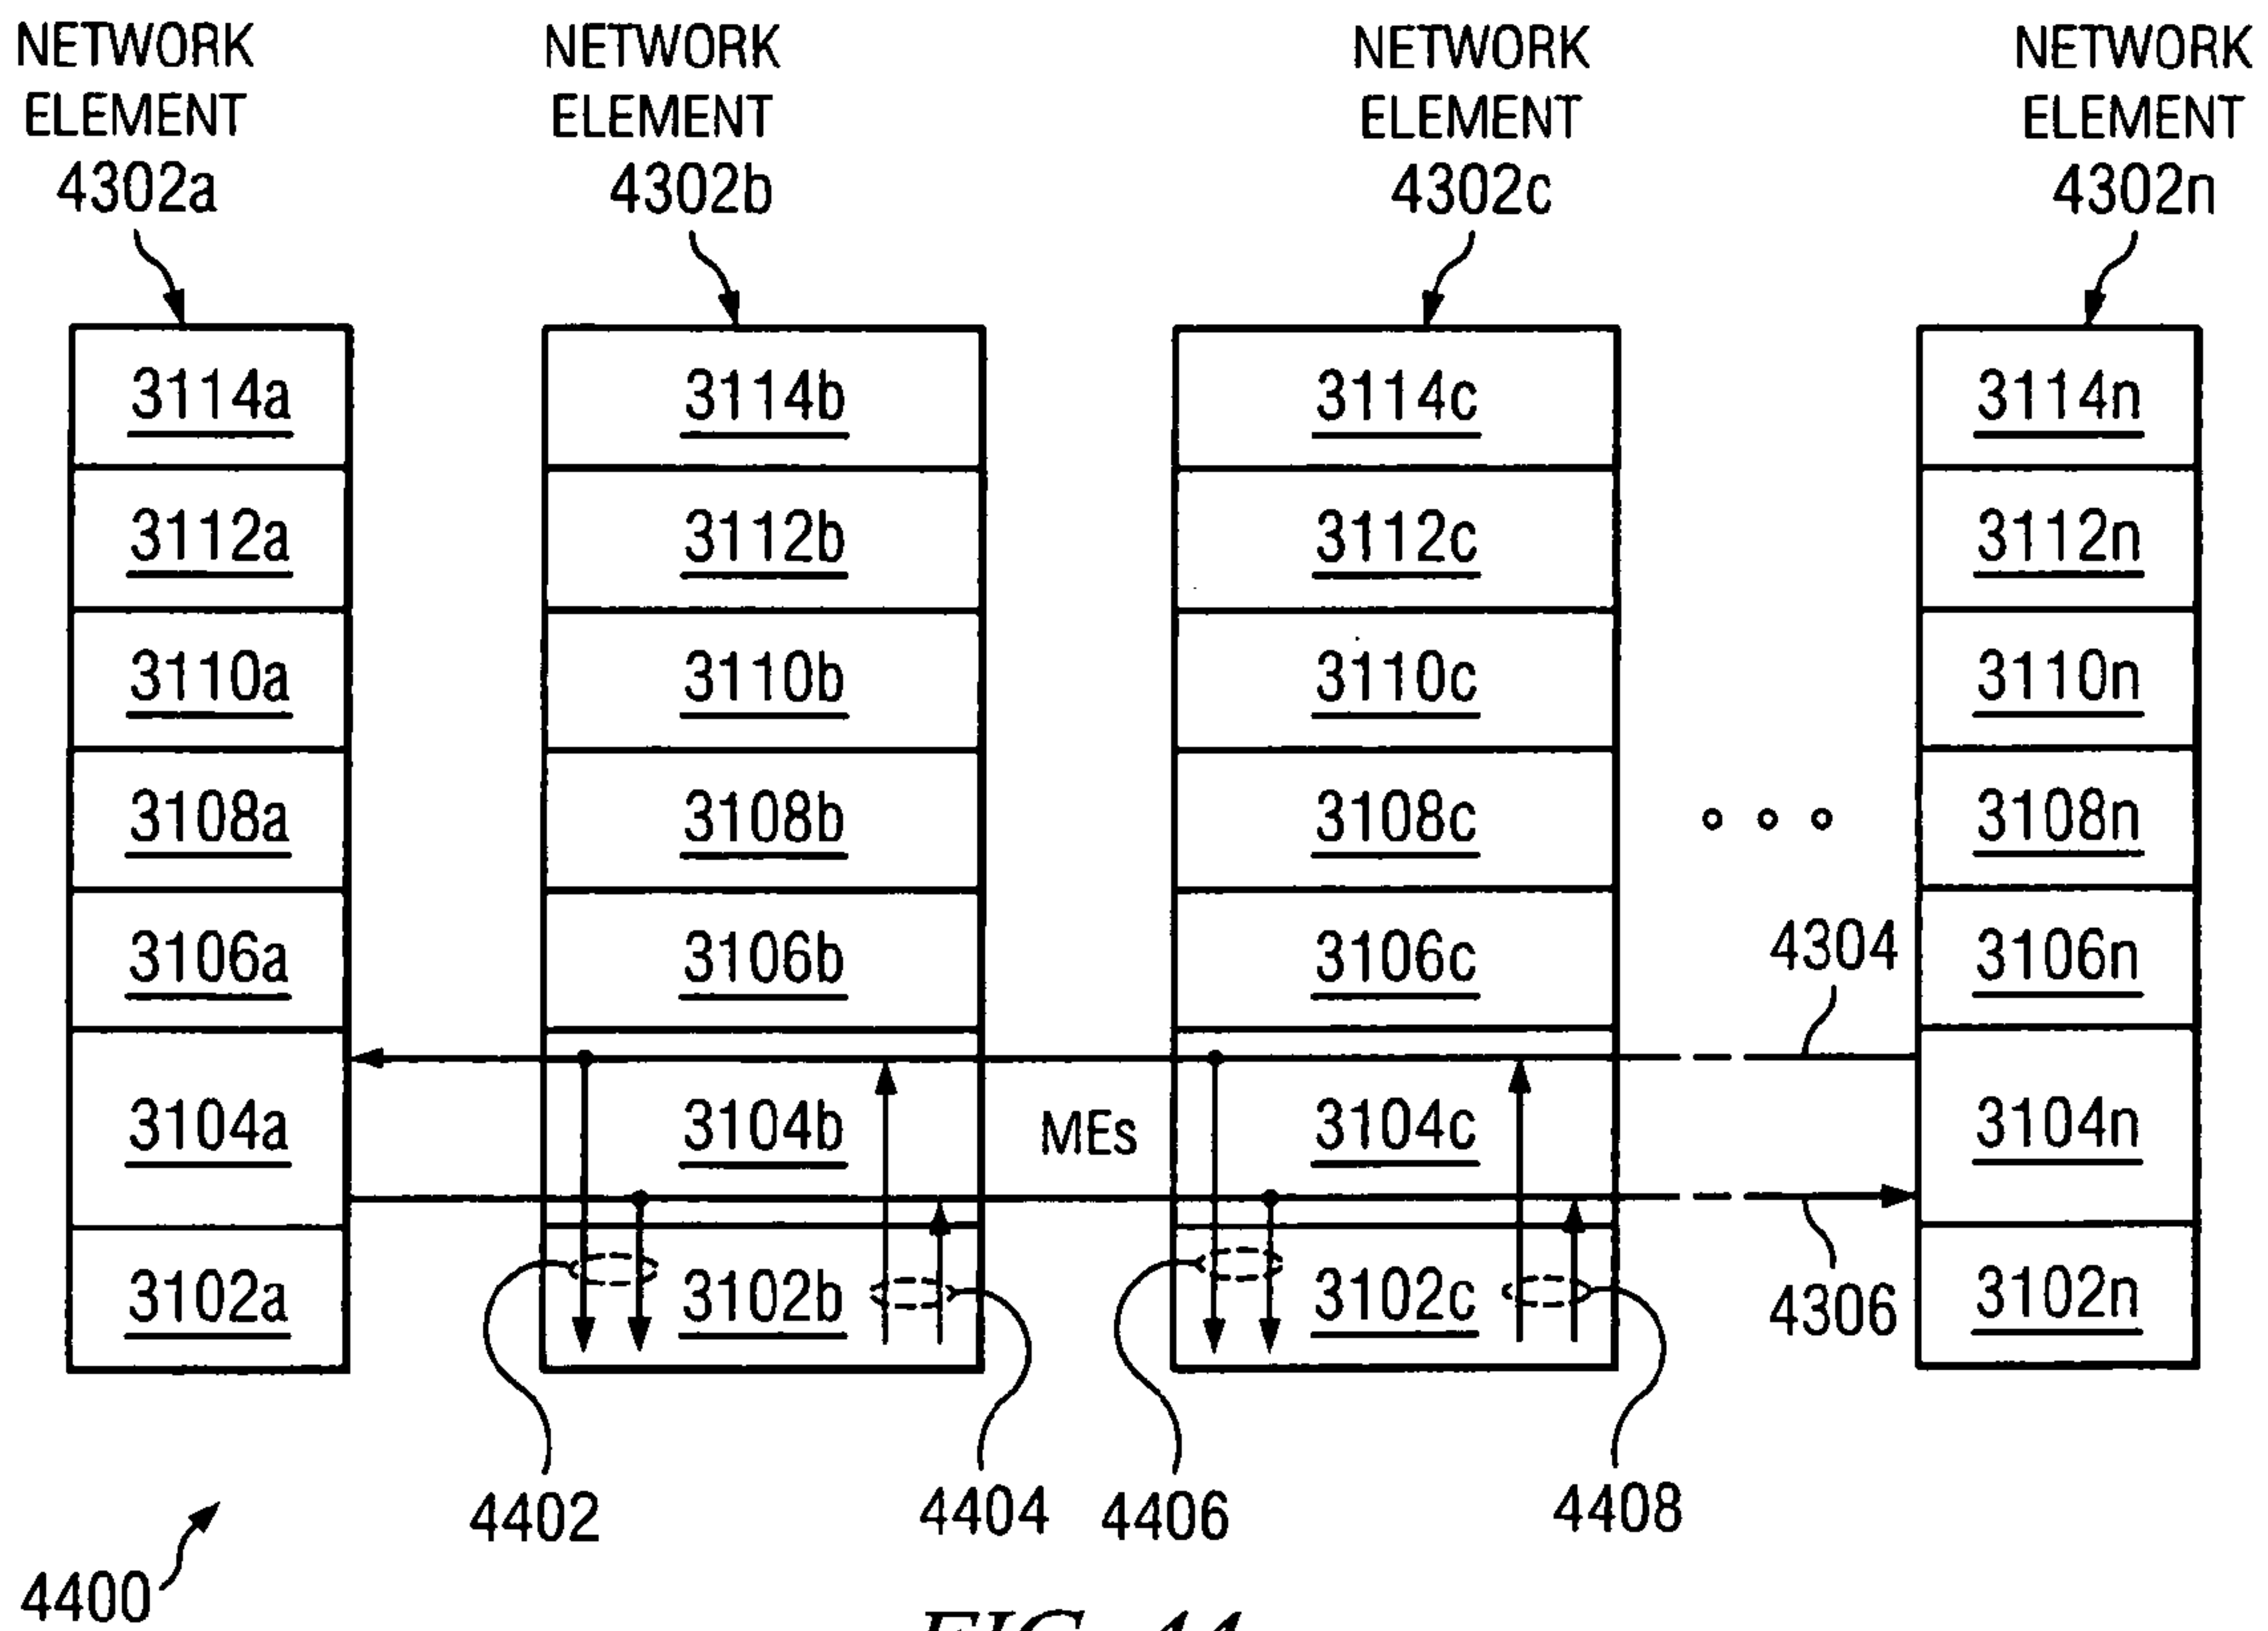 NETWORK
ELEMENT
4302a
NETWORK
ELEMENT
4302b
NETWORK
ELEMENT
4302c
NETWORK
ELEMENT
4302n
3114a
3114b
3114c
3114n
3112a
3112b
3112c
3112n
3110a
3110b
3110c
3110n
3108a
3108b
3108c
3108n
3106a
3106b
3106c
4304
3106n
3104a
3104b
MEs
3104c
3104n
3102a
3102b
3102c
4306
3102n
4402
4404
4406
4408
4400
FIG. 44